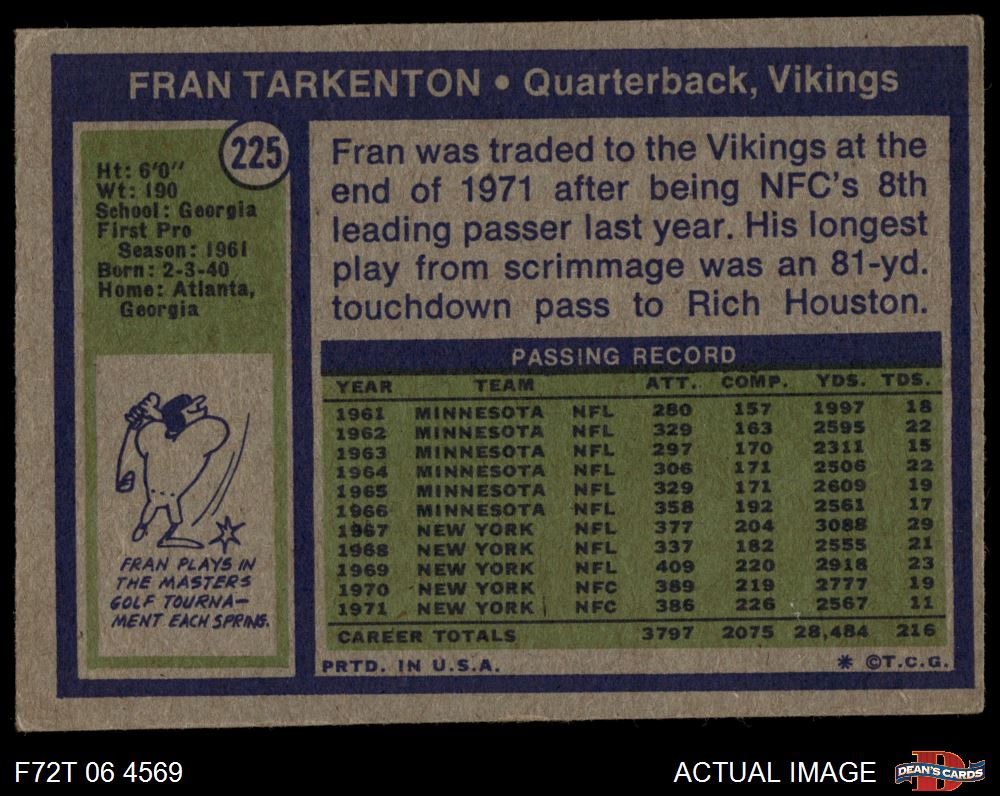 FRAN TARKENTON • Quarterback, Vikings
225
Ht: 6'0"
Wt: 190
School: Georgia
First Pro
Season: 1961
Born: 2-3-40
Home: Atlanta,
Georgia
FRAN PLAYS IN
THE MASTERS
GOLF TOURNA-
MENT EACH SPRING.
Fran was traded to the Vikings at the
end of 1971 after being NFC's 8th
leading passer last year. His longest
play from scrimmage was an 81-yd.
touchdown pass to Rich Houston.
PASSING RECORD
YEAR TEAM ATT. COMP. YDS. TDS.
1961 MINNESOTA NFL 280 157 1997 18
1962 MINNESOTA NFL 329 163 2595 22
1963 MINNESOTA NFL 297 170 2311 15
1964 MINNESOTA NFL 306 171 2506 22
1965 MINNESOTA NFL 329 171 2609 19
1966 MINNESOTA NFL 358 192 2561 17
1967 NEW YORK NFL 377 204 3088 29
1968 NEW YORK NFL 337 182 2555 21
1969 NEW YORK NFL 409 220 2918 23
1970 NEW YORK NFC 389 219 2777 19
1971 NEW YORK NFC 386 226 2567 11
CAREER TOTALS 3797 2075 28,484 216
PRTD. IN U.S.A. * ©T.C.G.
F72T 06 4569
ACTUAL IMAGE
D
DEAN'S CARDS